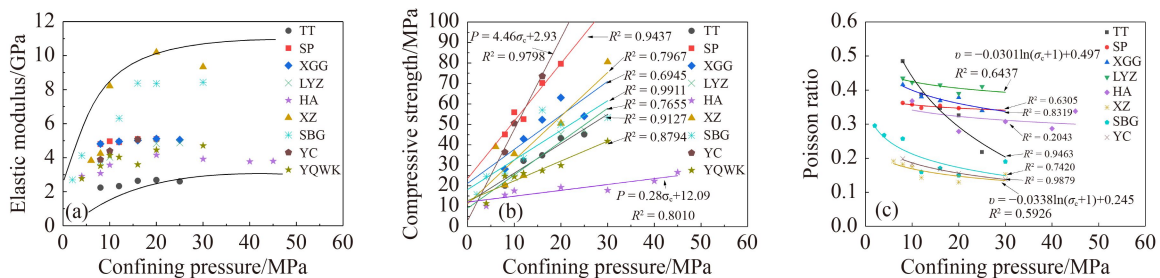 Elastic modulus/GPa
12
10
8
6
4
2
0
0 10 20 30 40 50 60
Confining pressure/MPa
(a)
TT
SP
XGG
LYZ
HA
XZ
SBG
YC
YQWK
Compressive strength/MPa
100
90
80
70
60
50
40
30
20
10
0
0 10 20 30 40 50 60
Confining pressure/MPa
(b)
P = 4.46σc+2.93
R² = 0.9798
R² = 0.9437
R² = 0.7967
R² = 0.6945
R² = 0.9911
R² = 0.7655
R² = 0.9127
R² = 0.8794
P = 0.28σc+12.09
R² = 0.8010
TT
SP
XGG
LYZ
HA
XZ
SBG
YC
YQWK
Poisson ratio
0.6
0.5
0.4
0.3
0.2
0.1
0
0 10 20 30 40 50 60
Confining pressure/MPa
(c)
υ= −0.0301ln(σc+1)+0.497
R² = 0.6437
R² = 0.6305
R² = 0.8319
R² = 0.2043
R² = 0.9463
R² = 0.7420
R² = 0.9879
υ= −0.0338ln(σc+1)+0.245
R² = 0.5926
TT
SP
XGG
LYZ
HA
XZ
SBG
YC